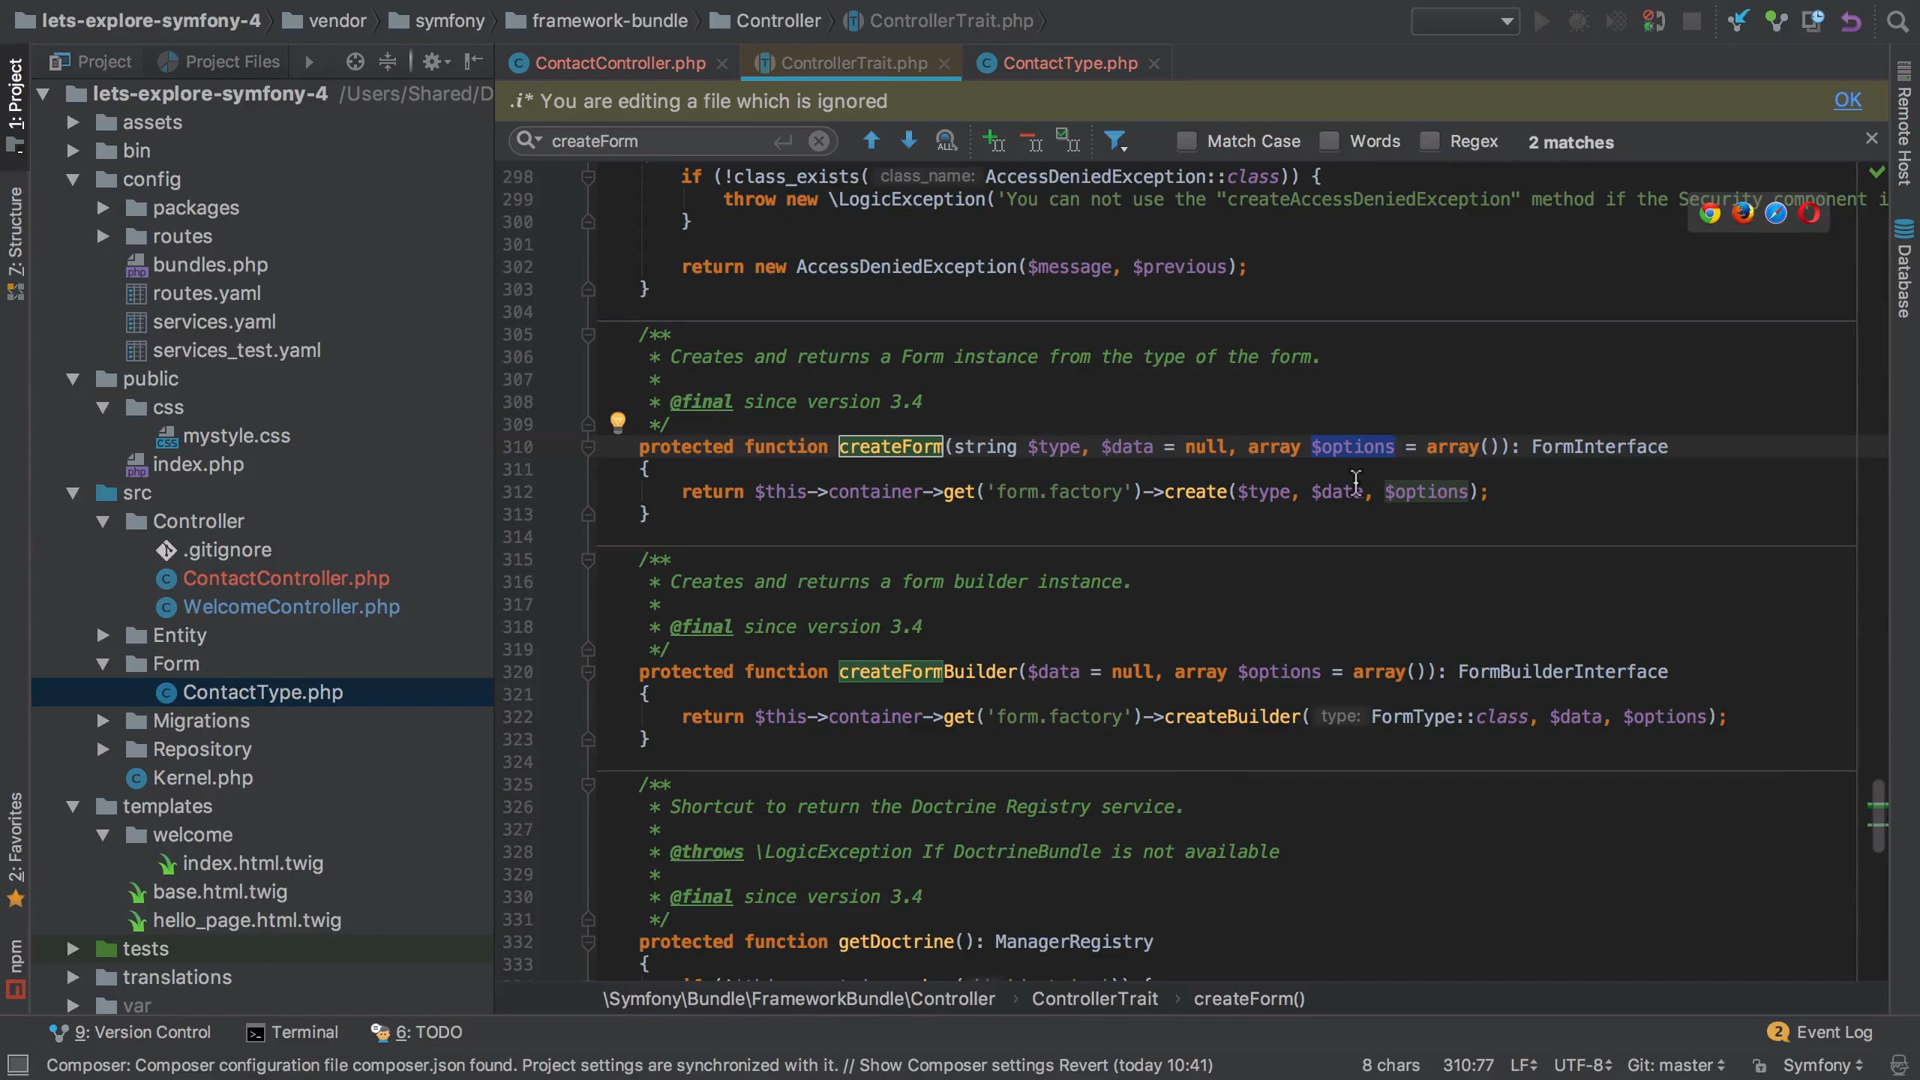 lets-explore-symfony-4 vendor symfony framework-bundle Controller ControllerTrait.php
Project Project Files
ContactController.php ControllerTrait.php ContactType.php
lets-explore-symfony-4 /Users/Shared/D
.i* You are editing a file which is ignored OK
createForm Match Case Words Regex 2 matches
ALL
assets
bin
config
packages
routes
bundles.php
routes.yaml
services.yaml
services_test.yaml
public
css
mystyle.css
index.php
src
Controller
.gitignore
ContactController.php
WelcomeController.php
Entity
Form
ContactType.php
Migrations
Repository
Kernel.php
templates
welcome
index.html.twig
base.html.twig
hello_page.html.twig
tests
translations
var
1: Project
7: Structure
2: Favorites
npm
298 if (!class_exists( class_name: AccessDeniedException::class)) {
299 throw new \LogicException('You can not use the "createAccessDeniedException" method if the Security component i
300 }
301
302 return new AccessDeniedException($message, $previous);
303 }
304
305 /**
306 * Creates and returns a Form instance from the type of the form.
307 *
308 * @final since version 3.4
309 */
310 protected function createForm(string $type, $data = null, array $options = array()): FormInterface
311 {
312 return $this->container->get('form.factory')->create($type, $data, $options);
313 }
314
315 /**
316 * Creates and returns a form builder instance.
317 *
318 * @final since version 3.4
319 */
320 protected function createFormBuilder($data = null, array $options = array()): FormBuilderInterface
321 {
322 return $this->container->get('form.factory')->createBuilder( type: FormType::class, $data, $options);
323 }
324
325 /**
326 * Shortcut to return the Doctrine Registry service.
327 *
328 * @throws \LogicException If DoctrineBundle is not available
329 *
330 * @final since version 3.4
331 */
332 protected function getDoctrine(): ManagerRegistry
333 {
\Symfony\Bundle\FrameworkBundle\Controller › ControllerTrait › createForm()
Remote Host
Database
9: Version Control Terminal 6: TODO 2 Event Log
Composer: Composer configuration file composer.json found. Project settings are synchronized with it. // Show Composer settings Revert (today 10:41) 8 chars 310:77 LF UTF-8 Git: master Symfony